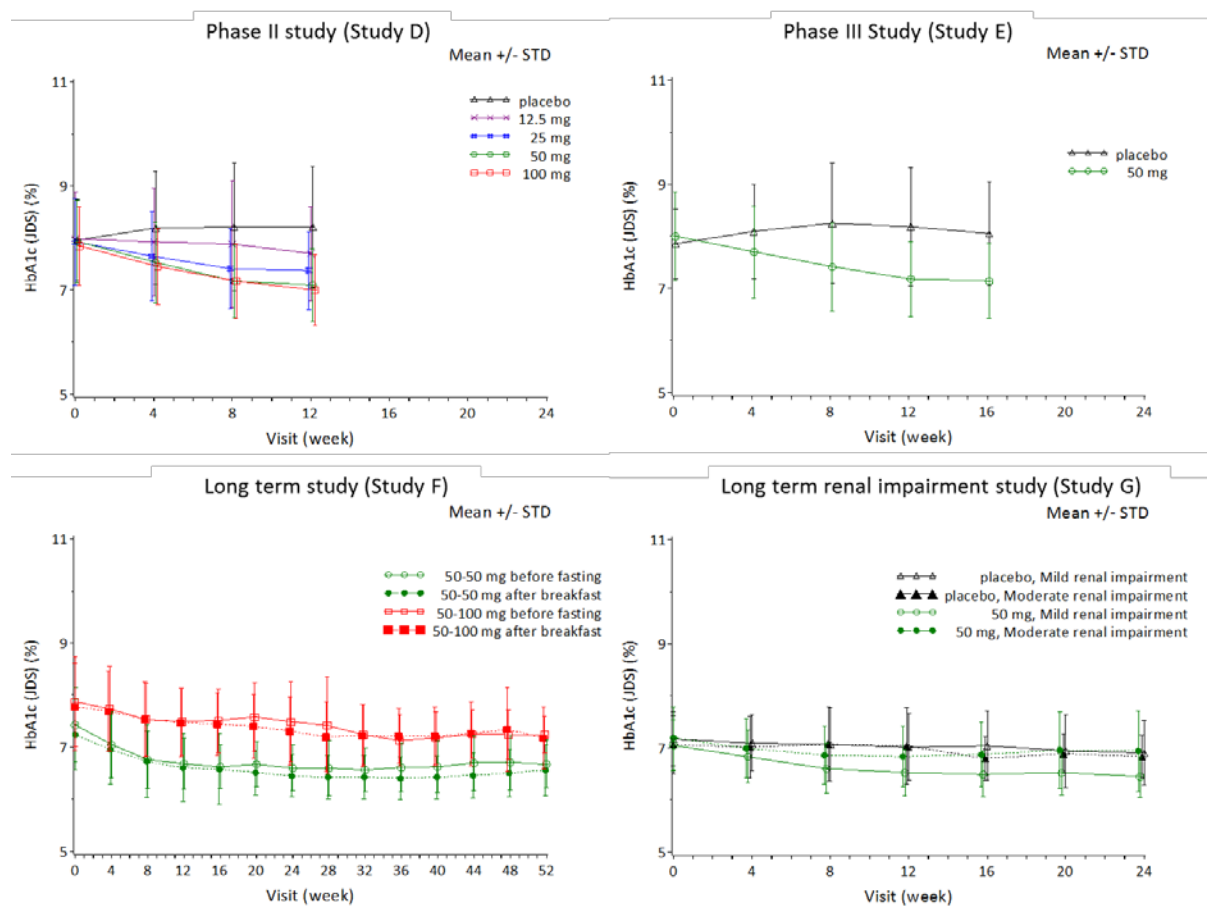 Phase II study (Study D)
Mean +/- STD
placebo
12.5 mg
25 mg
50 mg
100 mg
HbA1c (JDS) (%)
11
9
7
5
0 4 8 12 16 20 24
Visit (week)
Phase III Study (Study E)
Mean +/- STD
placebo
50 mg
HbA1c (JDS) (%)
11
9
7
5
0 4 8 12 16 20 24
Visit (week)
Long term study (Study F)
Mean +/- STD
50-50 mg before fasting
50-50 mg after breakfast
50-100 mg before fasting
50-100 mg after breakfast
HbA1c (JDS) (%)
11
9
7
5
0 4 8 12 16 20 24 28 32 36 40 44 48 52
Visit (week)
Long term renal impairment study (Study G)
Mean +/- STD
placebo, Mild renal impairment
placebo, Moderate renal impairment
50 mg, Mild renal impairment
50 mg, Moderate renal impairment
HbA1c (JDS) (%)
11
9
7
5
0 4 8 12 16 20 24
Visit (week)